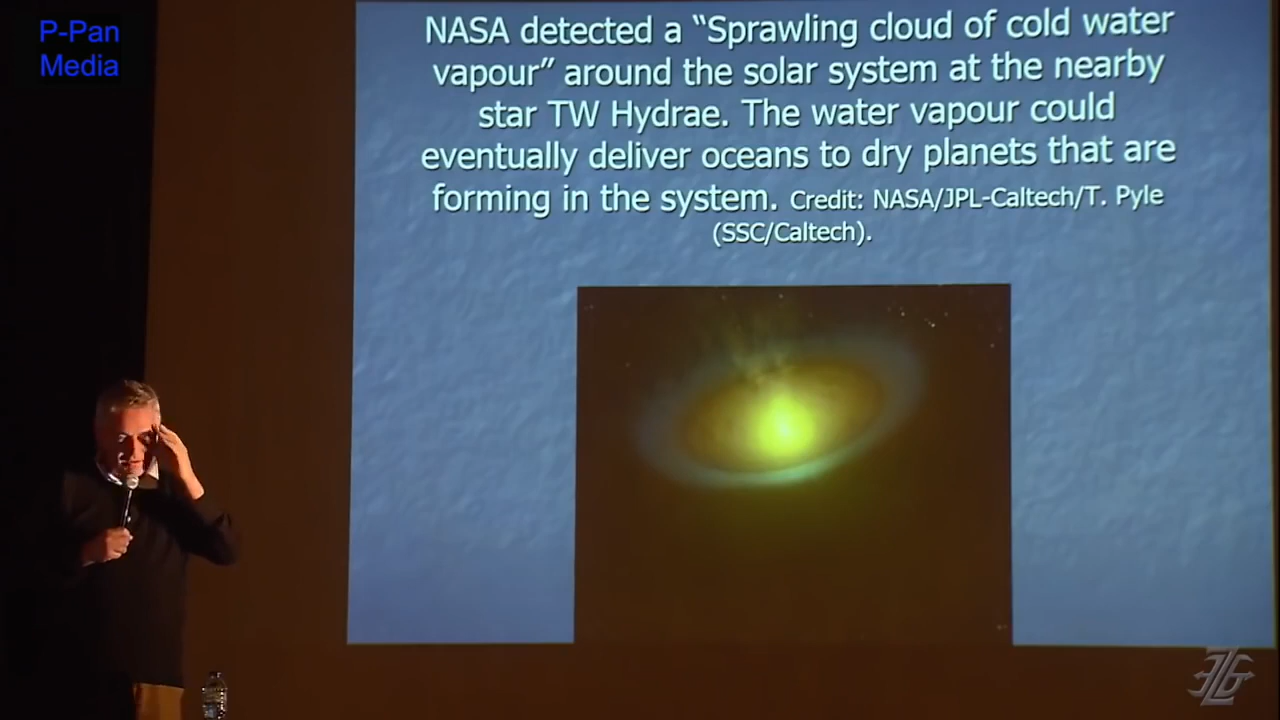 P-Pan
Media
NASA detected a “Sprawling cloud of cold water
vapour” around the solar system at the nearby
star TW Hydrae. The water vapour could
eventually deliver oceans to dry planets that are
forming in the system. Credit: NASA/JPL-Caltech/T. Pyle
(SSC/Caltech).